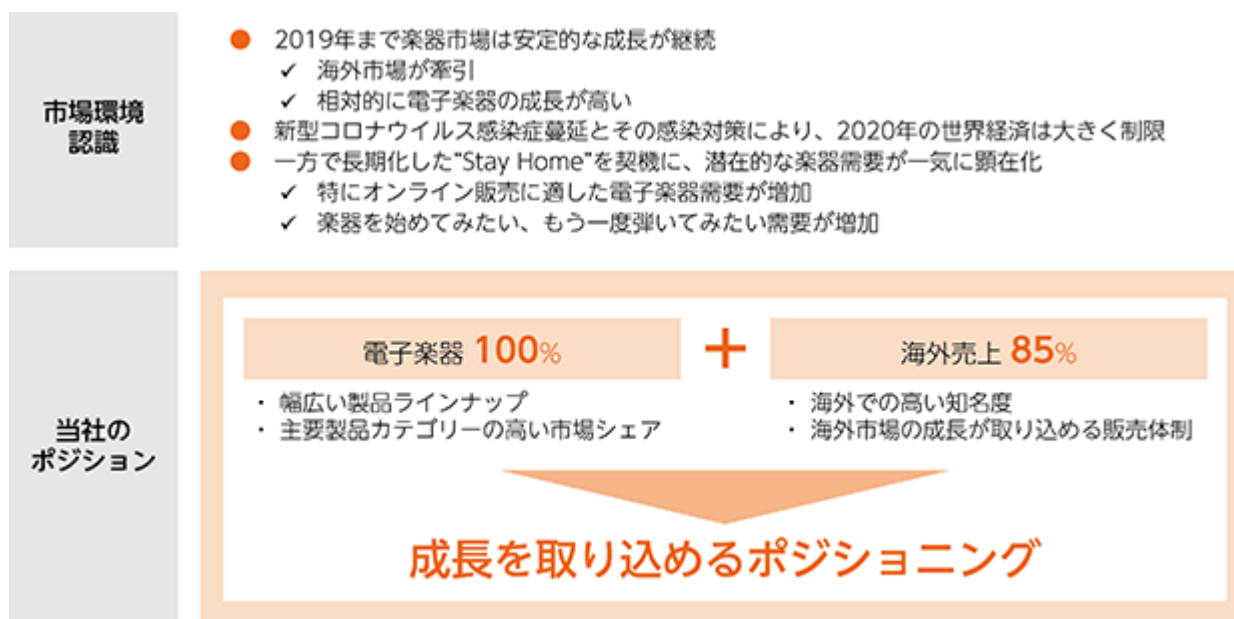 市場環境
認識
● 2019年まで楽器市場は安定的な成長が継続
✓ 海外市場が牽引
✓ 相対的に電子楽器の成長が高い
● 新型コロナウイルス感染症蔓延とその感染対策により、2020年の世界経済は大きく制限
● 一方で長期化した"Stay Home"を契機に、潜在的な楽器需要が一気に顕在化
✓ 特にオンライン販売に適した電子楽器需要が増加
✓ 楽器を始めてみたい、もう一度弾いてみたい需要が増加
当社の
ポジション
電子楽器 100%
+
海外売上 85%
・ 幅広い製品ラインナップ
・ 主要製品カテゴリーの高い市場シェア
・ 海外での高い知名度
・ 海外市場の成長が取り込める販売体制
成長を取り込めるポジショニング